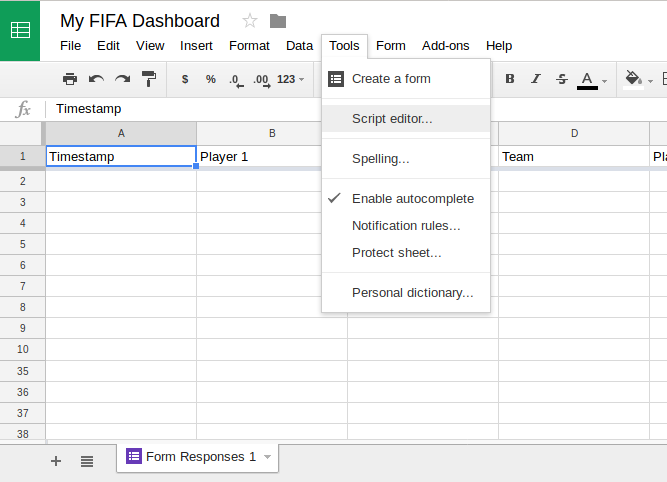 My FIFA Dashboard
File Edit View Insert Format Data Tools Form Add-ons Help
$ % .0 .00 123 B I S A
Create a form
fx Timestamp
Script editor...
A B D
1 Timestamp Player 1 Team Pla
Spelling...
2
3 Enable autocomplete
4 Notification rules...
5 Protect sheet...
6
7 Personal dictionary...
8
9
10
35
36
37
38
Form Responses 1